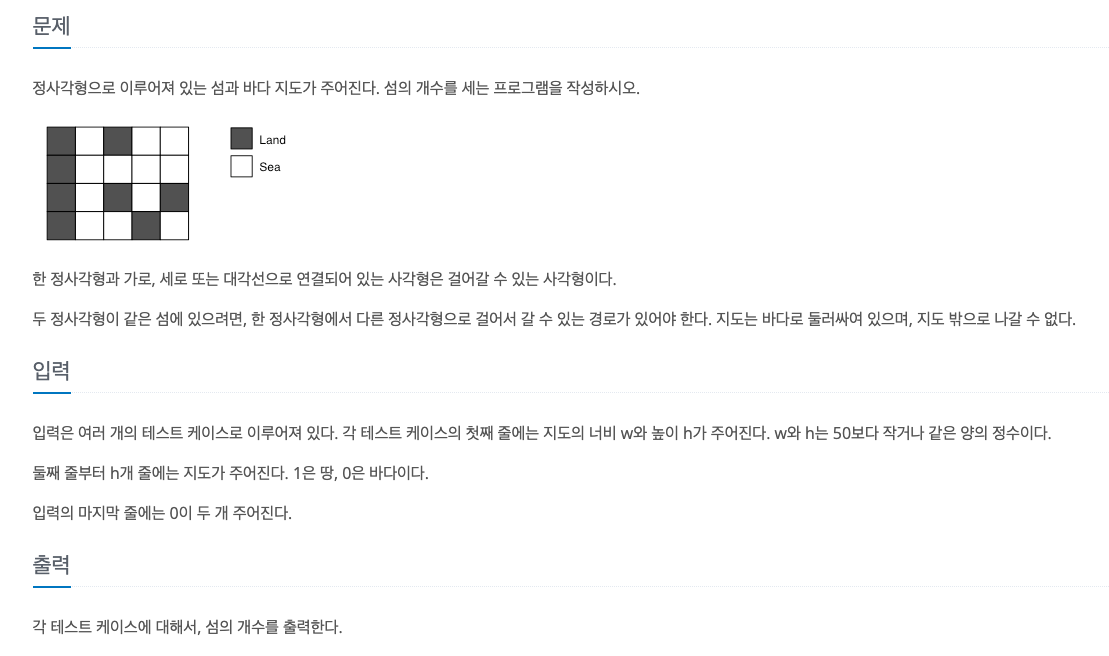 문제
정사각형으로 이루어져 있는 섬과 바다 지도가 주어진다. 섬의 개수를 세는 프로그램을 작성하시오.
Land
Sea
한 정사각형과 가로, 세로 또는 대각선으로 연결되어 있는 사각형은 걸어갈 수 있는 사각형이다.
두 정사각형이 같은 섬에 있으려면, 한 정사각형에서 다른 정사각형으로 걸어서 갈 수 있는 경로가 있어야 한다. 지도는 바다로 둘러싸여 있으며, 지도 밖으로 나갈 수 없다.
입력
입력은 여러 개의 테스트 케이스로 이루어져 있다. 각 테스트 케이스의 첫째 줄에는 지도의 너비 w와 높이 h가 주어진다. w와 h는 50보다 작거나 같은 양의 정수이다.
둘째 줄부터 h개 줄에는 지도가 주어진다. 1은 땅, 0은 바다이다.
입력의 마지막 줄에는 0이 두 개 주어진다.
출력
각 테스트 케이스에 대해서, 섬의 개수를 출력한다.